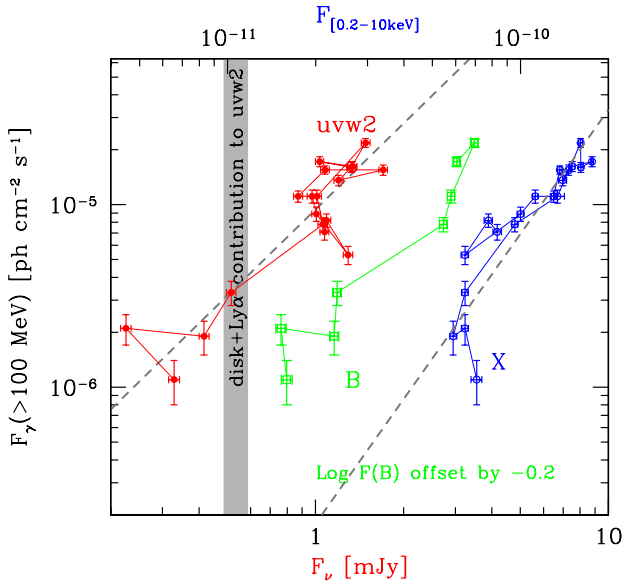 F[0.2−10keV]
10⁻¹¹ 10⁻¹⁰
uvw2
disk+Lyα contribution to uvw2
Fγ(>100 MeV) [ph cm⁻² s⁻¹]
10⁻⁵
10⁻⁶
B
X
Log F(B) offset by −0.2
1 10
Fν [mJy]